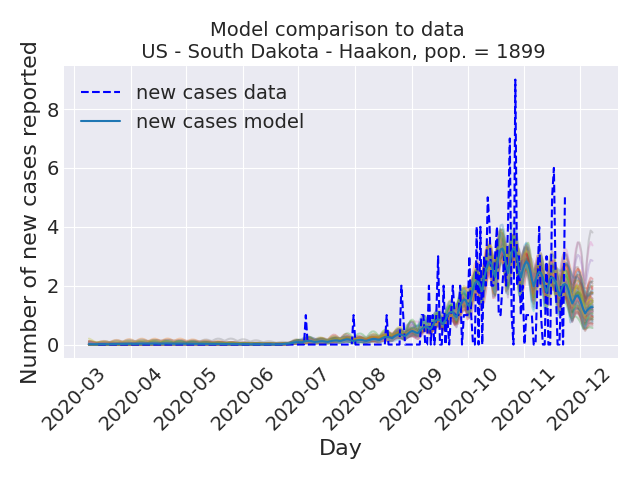 Model comparison to data
US - South Dakota - Haakon, pop. = 1899
Number of new cases reported
new cases data
new cases model
8
6
4
2
0
2020-03
2020-04
2020-05
2020-06
2020-07
2020-08
2020-09
2020-10
2020-11
2020-12
Day